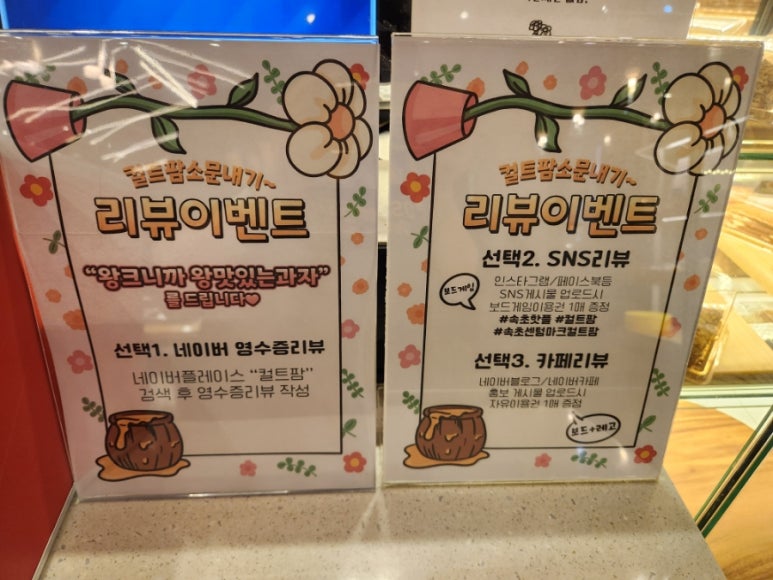 컬트팜소문내기~
리뷰이벤트
“왕크니까 왕맛있는과자”
를 드립니다♥
선택1. 네이버 영수증리뷰
네이버플레이스 “컬트팜”
검색 후 영수증리뷰 작성
컬트팜소문내기~
리뷰이벤트
선택2. SNS리뷰
보드게임
인스타그램/페이스북등
SNS게시물 업로드시
보드게임이용권 1매 증정
#속초핫플 #컬트팜
#속초센텀마크컬트팜
선택3. 카페리뷰
네이버블로그/네이버카페
홍보 게시물 업로드시
자유이용권 1매 증정
보드+레고